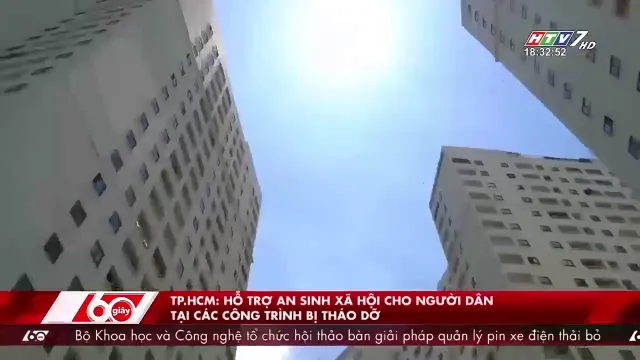 HTV7 HD
18:32:52
60 giây
TP.HCM: HỖ TRỢ AN SINH XÃ HỘI CHO NGƯỜI DÂN
TẠI CÁC CÔNG TRÌNH BỊ THÁO DỠ
60s Bộ Khoa học và Công nghệ tổ chức hội thảo bàn giải pháp quản lý pin xe điện thải bỏ